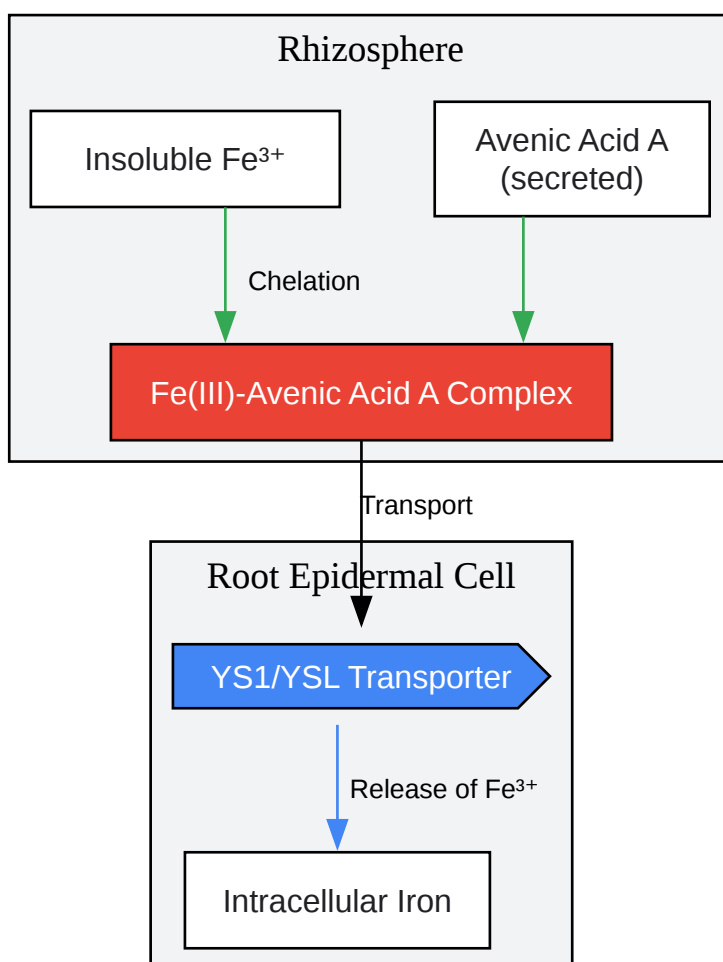 Rhizosphere
Insoluble Fe³⁺
Avenic Acid A
(secreted)
Chelation
Fe(III)-Avenic Acid A Complex
Transport
Root Epidermal Cell
YS1/YSL Transporter
Release of Fe³⁺
Intracellular Iron